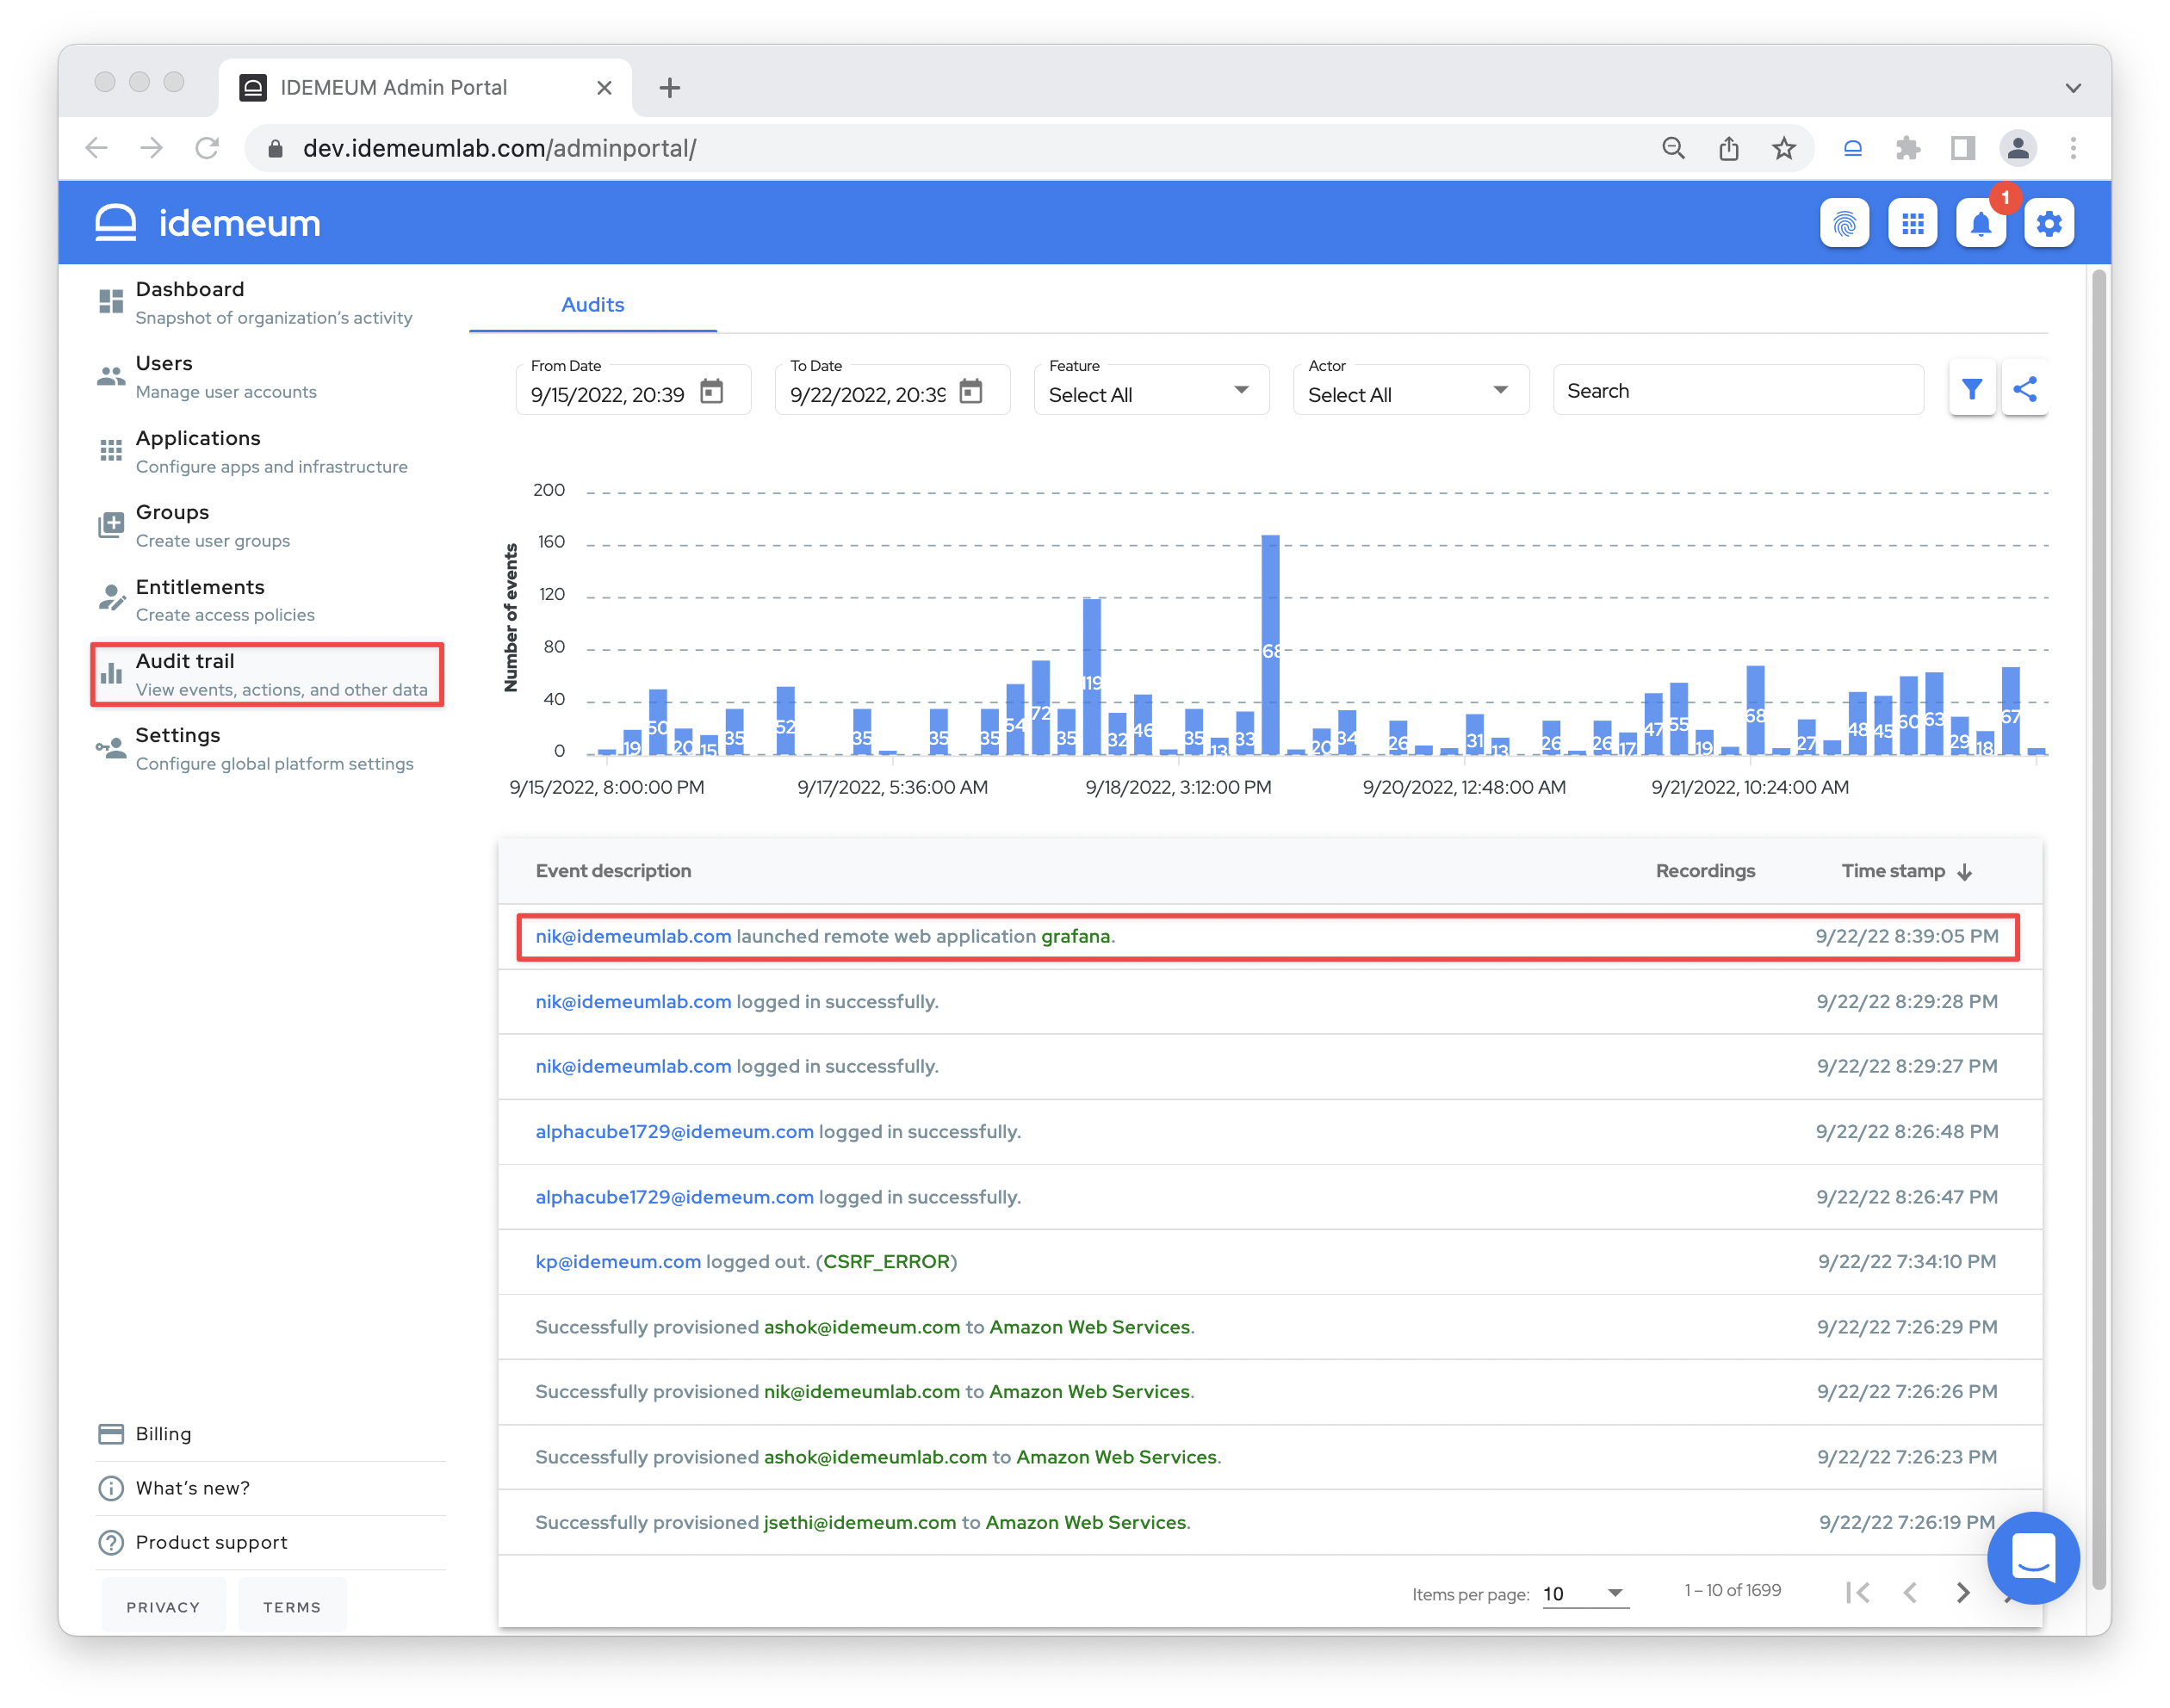 IDEMEUM Admin Portal
dev.idemeumlab.com/adminportal/
idemeum
1
Dashboard
Snapshot of organization's activity
Users
Manage user accounts
Applications
Configure apps and infrastructure
Groups
Create user groups
Entitlements
Create access policies
Audit trail
View events, actions, and other data
Settings
Configure global platform settings
Billing
What's new?
Product support
PRIVACY TERMS
Audits
From Date To Date Feature Actor
9/15/2022, 20:39 9/22/2022, 20:39 Select All Select All Search
Number of events
200
160
120
80
40
0
19 50 20 15 35 52 35 35 35 54 72 35 119 32 46 35 13 33 68 20 34 26 31 13 26 26 17 47 55 19 68 27 48 45 60 63 29 18 67
9/15/2022, 8:00:00 PM 9/17/2022, 5:36:00 AM 9/18/2022, 3:12:00 PM 9/20/2022, 12:48:00 AM 9/21/2022, 10:24:00 AM
Event description Recordings Time stamp
nik@idemeumlab.com launched remote web application grafana. 9/22/22 8:39:05 PM
nik@idemeumlab.com logged in successfully. 9/22/22 8:29:28 PM
nik@idemeumlab.com logged in successfully. 9/22/22 8:29:27 PM
alphacube1729@idemeum.com logged in successfully. 9/22/22 8:26:48 PM
alphacube1729@idemeum.com logged in successfully. 9/22/22 8:26:47 PM
kp@idemeum.com logged out. (CSRF_ERROR) 9/22/22 7:34:10 PM
Successfully provisioned ashok@idemeum.com to Amazon Web Services. 9/22/22 7:26:29 PM
Successfully provisioned nik@idemeumlab.com to Amazon Web Services. 9/22/22 7:26:26 PM
Successfully provisioned ashok@idemeumlab.com to Amazon Web Services. 9/22/22 7:26:23 PM
Successfully provisioned jsethi@idemeum.com to Amazon Web Services. 9/22/22 7:26:19 PM
Items per page: 10 1 – 10 of 1699